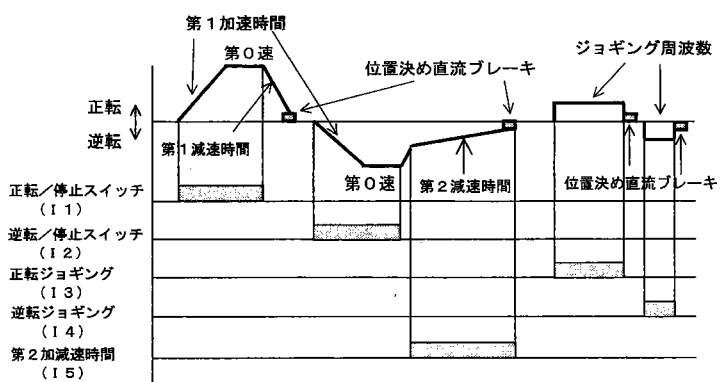 第1加速時間
第0速
位置決め直流ブレーキ
ジョギング周波数
正転
逆転
第1減速時間
第0速
第2減速時間
位置決め直流ブレーキ
正転/停止スイッチ
(I1)
逆転/停止スイッチ
(I2)
正転ジョギング
(I3)
逆転ジョギング
(I4)
第2加減速時間
(I5)